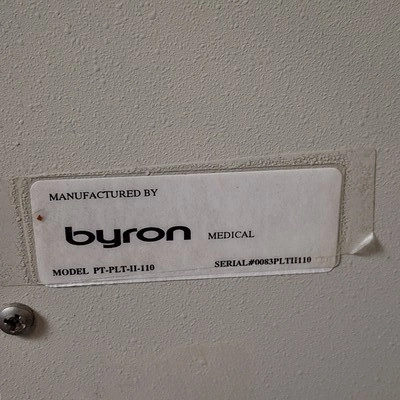 MANUFACTURED BY
byron MEDICAL
MODEL PT-PLT-II-110 SERIAL#0083PLTII110